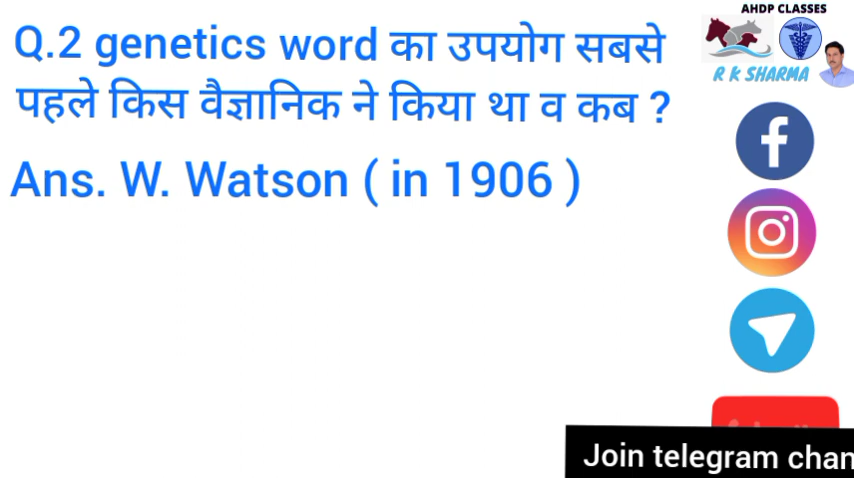 Q.2 genetics word का उपयोग सबसे
पहले किस वैज्ञानिक ने किया था व कब ?
Ans. W. Watson ( in 1906 )
AHDP CLASSES
R K SHARMA
Join telegram chan